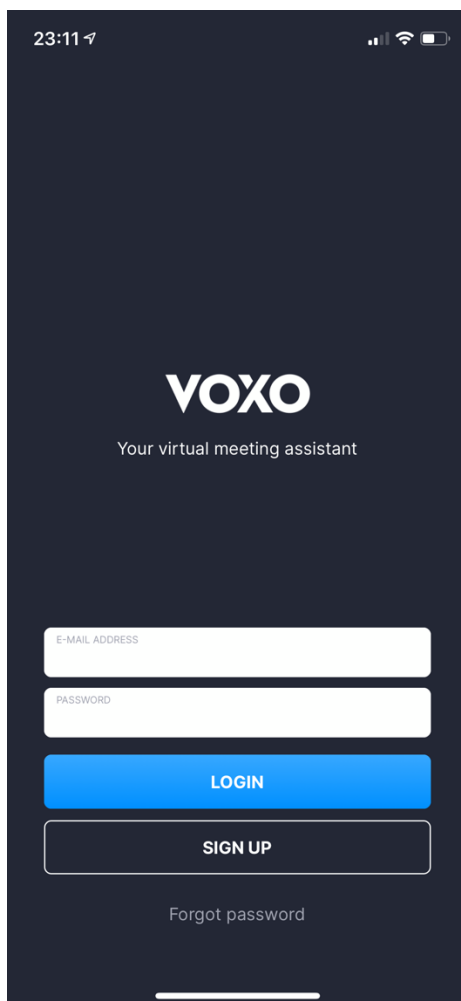 23:11
VOXO
Your virtual meeting assistant
E-MAIL ADDRESS
PASSWORD
LOGIN
SIGN UP
Forgot password